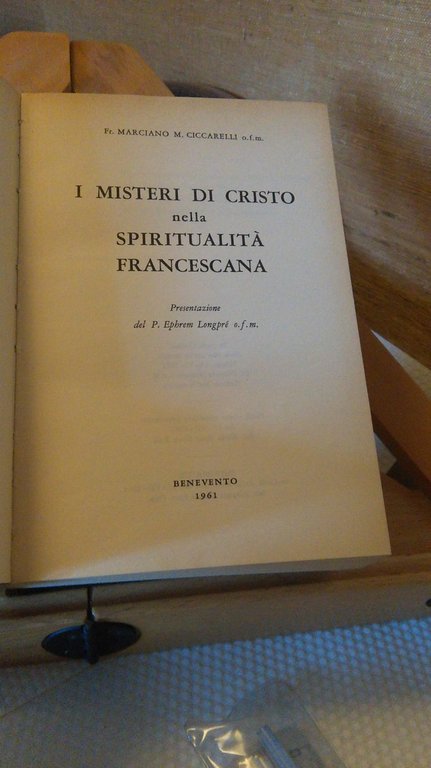 Fr. MARCIANO M. CICCARELLI o.f.m.
I MISTERI DI CRISTO
nella
SPIRITUALITÀ
FRANCESCANA
Presentazione
del P. Ephrem Longpré o.f.m.
BENEVENTO
1961